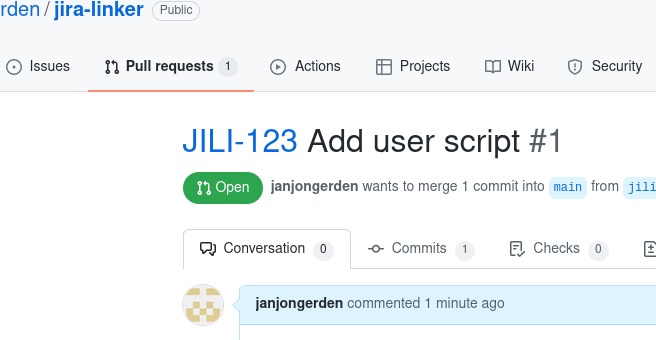 rden / jira-linker Public
Issues Pull requests 1 Actions Projects Wiki Security
JILI-123 Add user script #1
Open janjongerden wants to merge 1 commit into main from jili
Conversation 0 Commits 1 Checks 0
janjongerden commented 1 minute ago